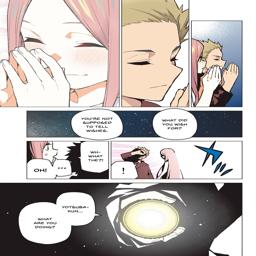 WHAT DID
YOU WISH
FOR?
YOU'RE NOT
SUPPOSED
TO TELL
WISHES.
!
WH-
WHAT
THE?!
OH! ...
YOTSUBA-
KUN...
WHAT
ARE YOU
DOING?